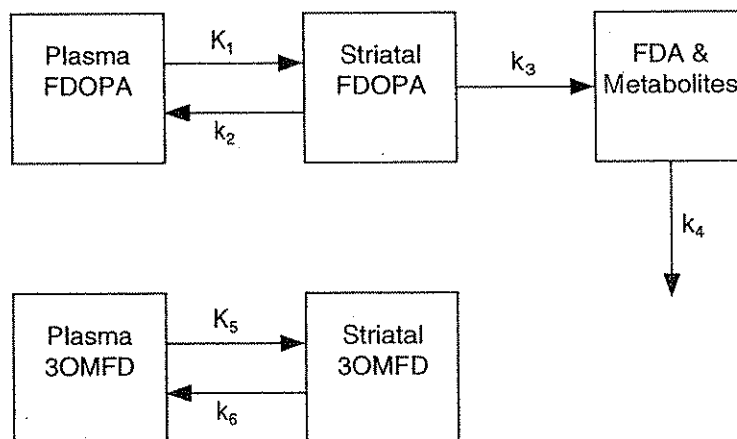 Plasma
FDOPA
K₁
k₂
Striatal
FDOPA
k₃
FDA &
Metabolites
k₄
Plasma
3OMFD
K₅
k₆
Striatal
3OMFD